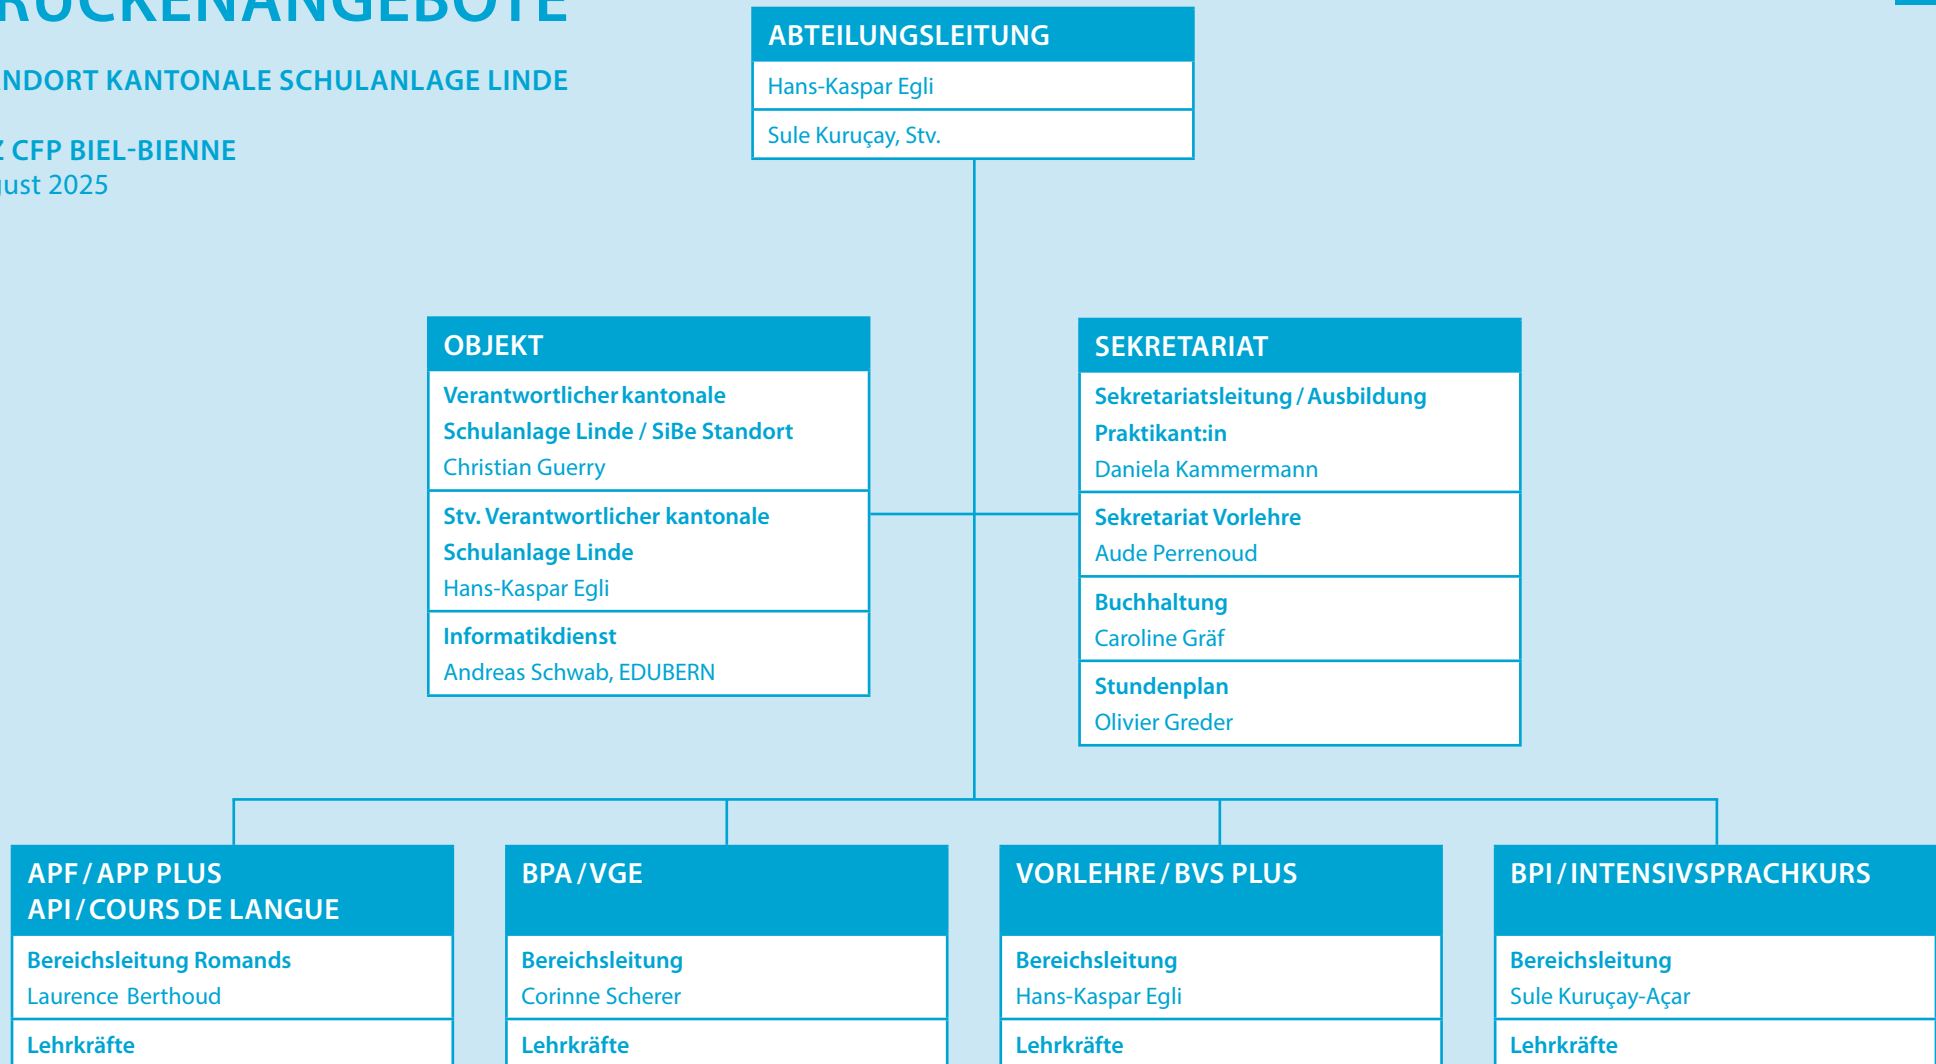 RÜCKENANGEBOTE
NDORT KANTONALE SCHULANLAGE LINDE
Z CFP BIEL-BIENNE
ust 2025
ABTEILUNGSLEITUNG
Hans-Kaspar Egli
Sule Kuruçay, Stv.
OBJEKT
Verantwortlicher kantonale
Schulanlage Linde / SiBe Standort
Christian Guerry
Stv. Verantwortlicher kantonale
Schulanlage Linde
Hans-Kaspar Egli
Informatikdienst
Andreas Schwab, EDUBERN
SEKRETARIAT
Sekretariatsleitung / Ausbildung
Praktikant:in
Daniela Kammermann
Sekretariat Vorlehre
Aude Perrenoud
Buchhaltung
Caroline Gräf
Stundenplan
Olivier Greder
APF / APP PLUS
API / COURS DE LANGUE
Bereichsleitung Romands
Laurence Berthoud
Lehrkräfte
BPA / VGE
Bereichsleitung
Corinne Scherer
Lehrkräfte
VORLEHRE / BVS PLUS
Bereichsleitung
Hans-Kaspar Egli
Lehrkräfte
BPI / INTENSIVSPRACHKURS
Bereichsleitung
Sule Kuruçay-Açar
Lehrkräfte